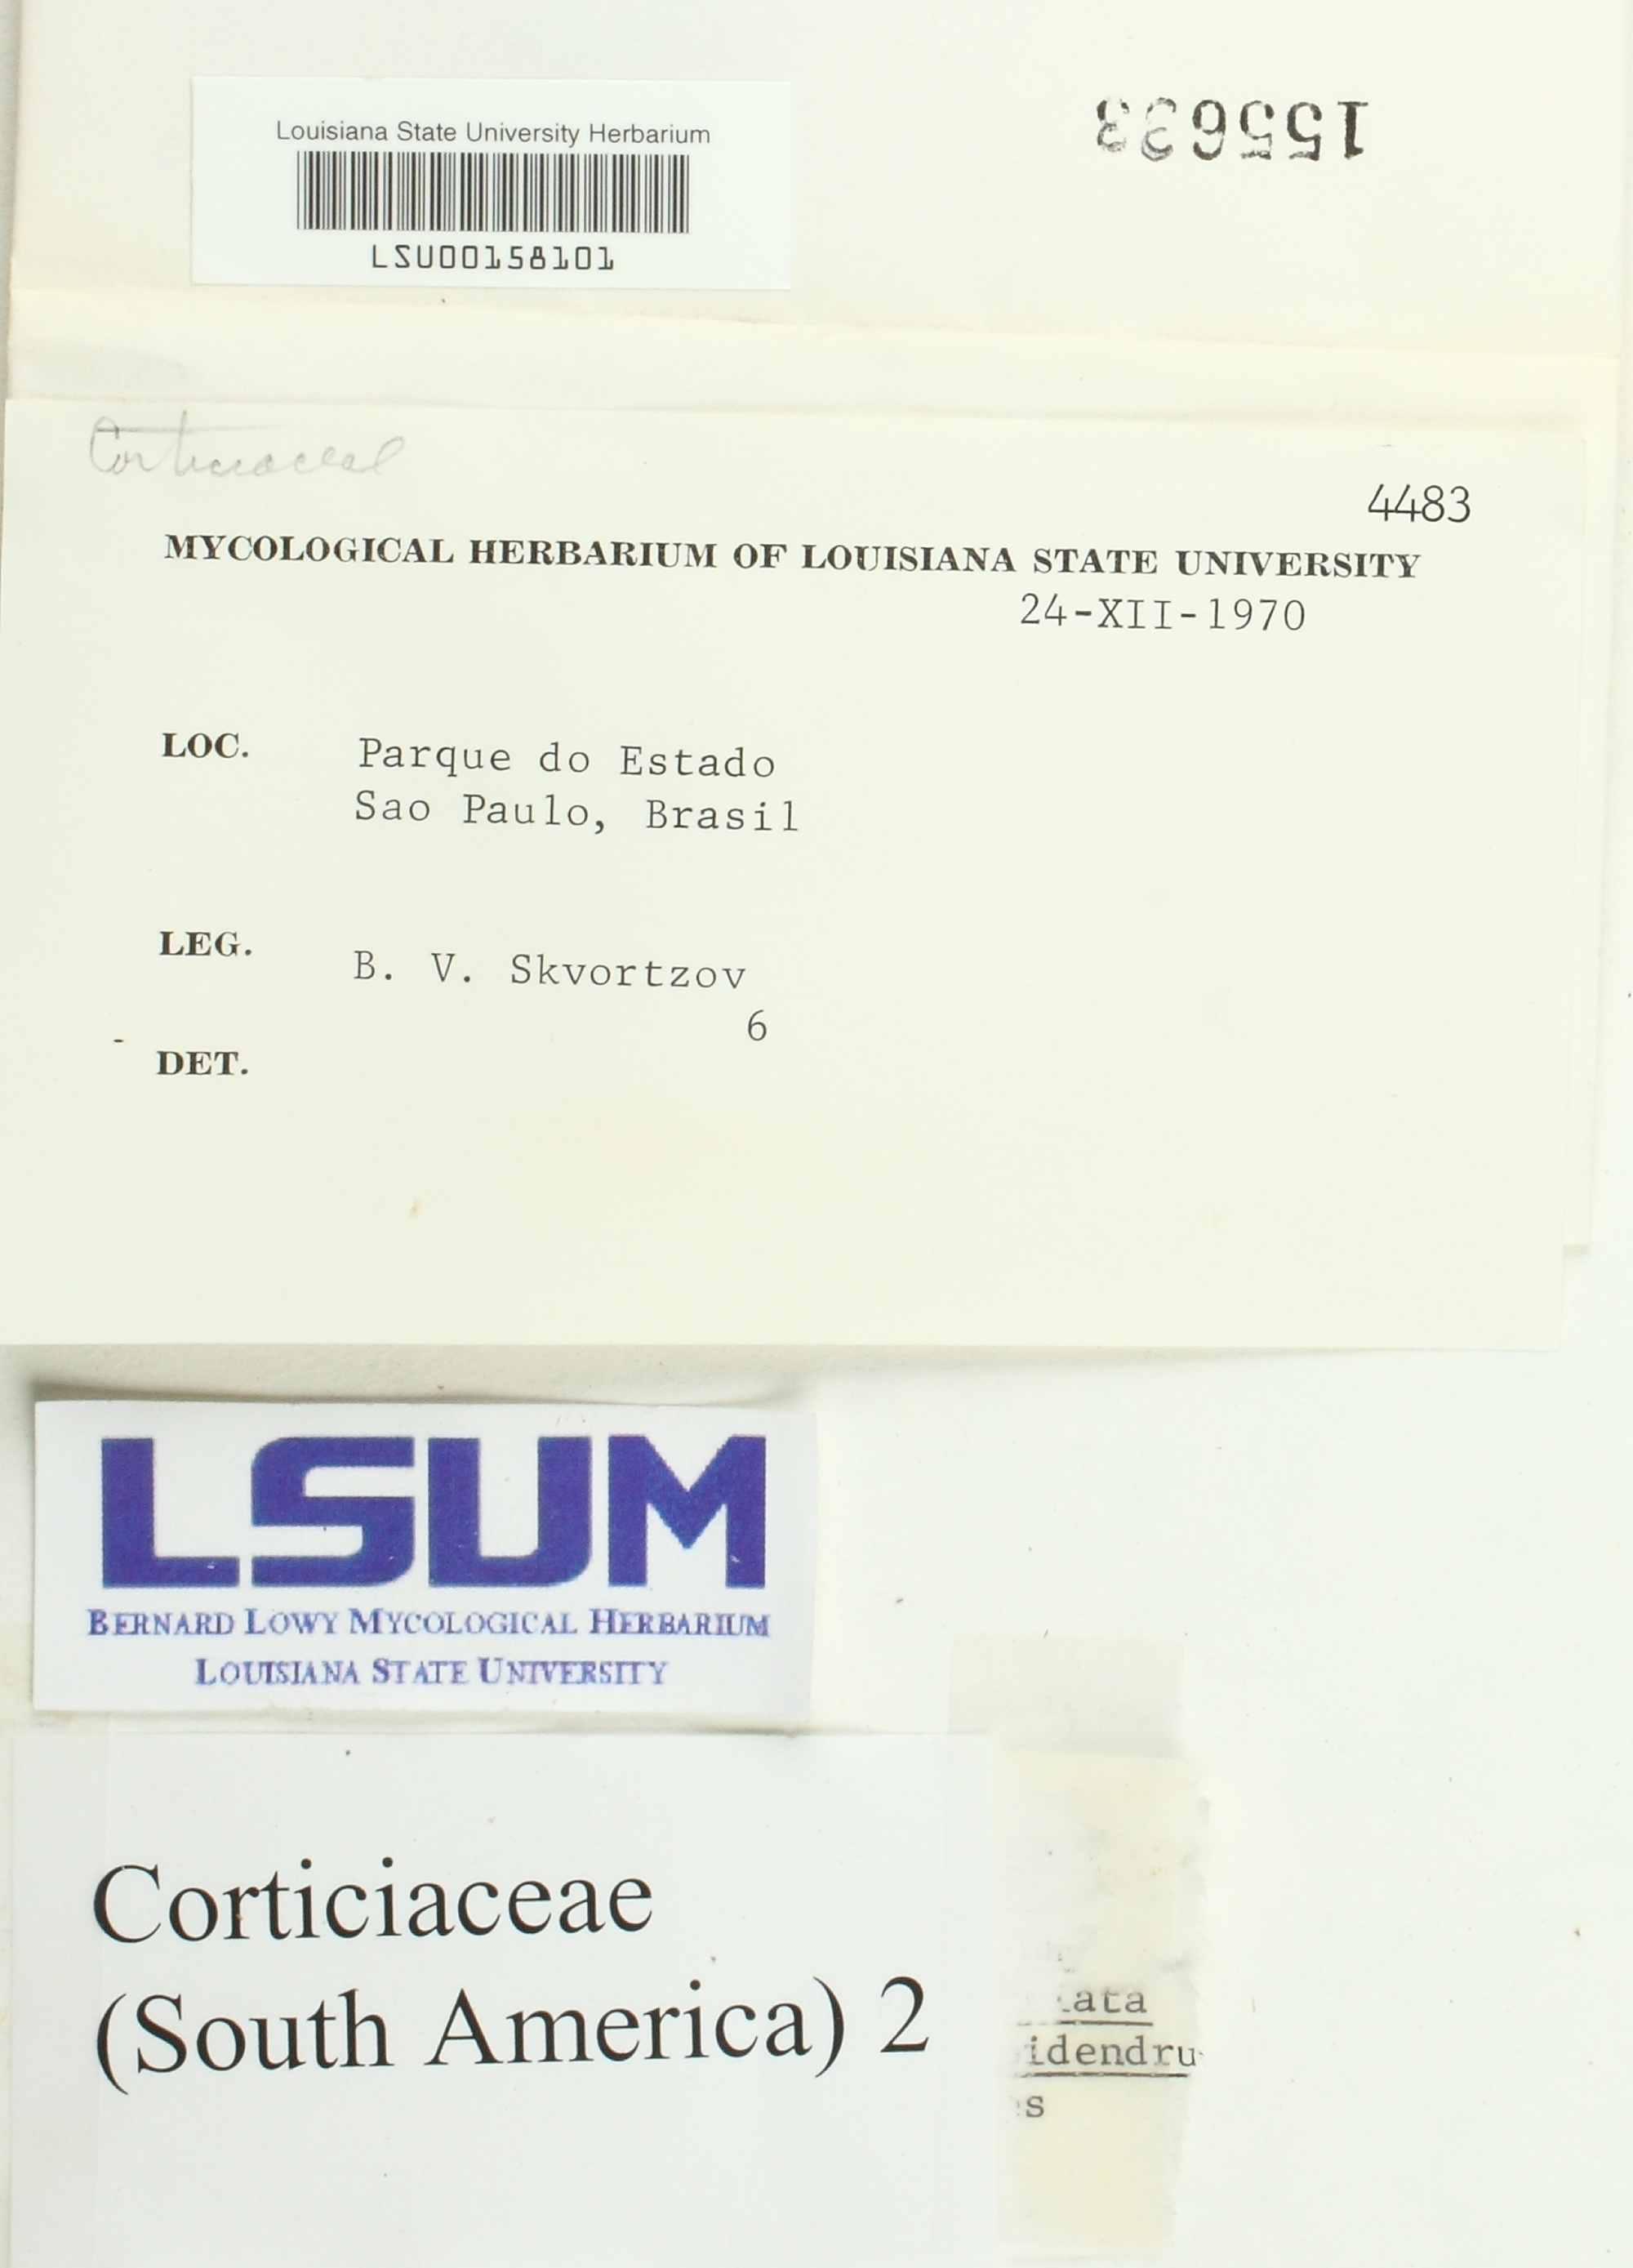 Louisiana State University Herbarium
LSU00158101
155633
Corticiaceae
4483
MYCOLOGICAL HERBARIUM OF LOUISIANA STATE UNIVERSITY
24-XII-1970
LOC. Parque do Estado
Sao Paulo, Brasil
LEG. B. V. Skvortzov
6
DET.
LSUM
BERNARD LOWY MYCOLOGICAL HERBARIUM
LOUISIANA STATE UNIVERSITY
Corticiaceae
(South America) 2
ata
idendru
s